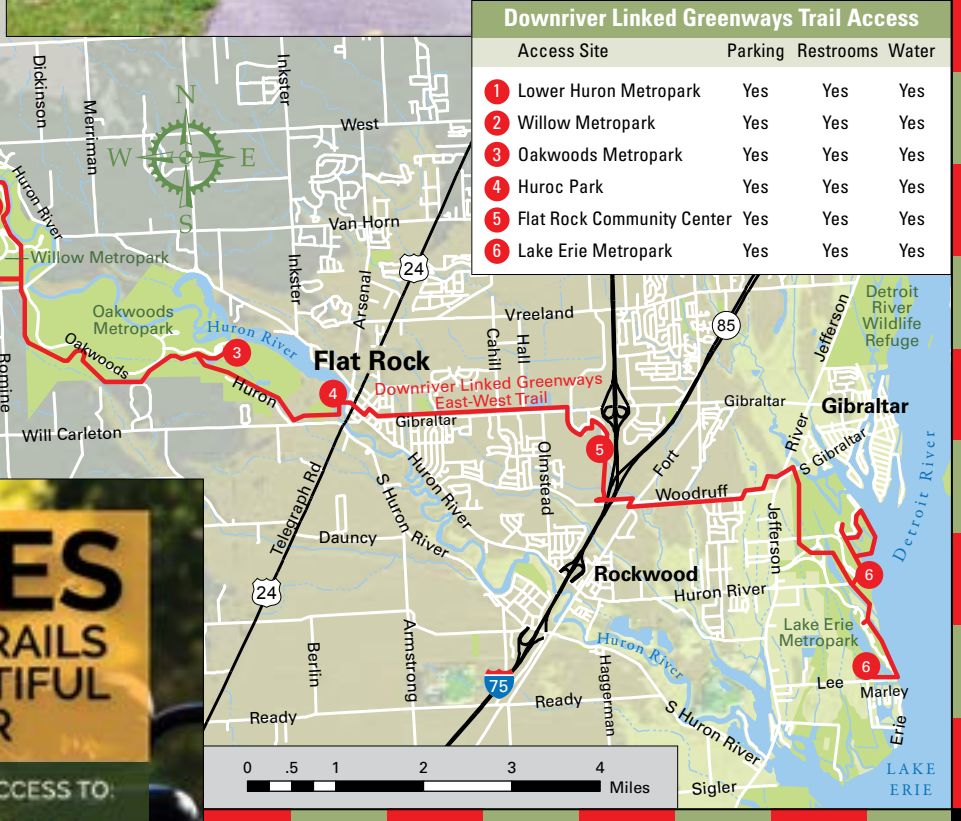 Downriver Linked Greenways Trail Access
Access Site Parking Restrooms Water
1 Lower Huron Metropark Yes Yes Yes
2 Willow Metropark Yes Yes Yes
3 Oakwoods Metropark Yes Yes Yes
4 Huroc Park Yes Yes Yes
5 Flat Rock Community Center Yes Yes Yes
6 Lake Erie Metropark Yes Yes Yes
Dickinson
Merriman
Inkster
West
N
W E
S
Huron River
Van Horn
Willow Metropark
Inkster
Arsenal
24
Oakwoods
Metropark
Huron River
Vreeland
85
Jefferson
Detroit
River
Wildlife
Refuge
Romine
Oakwoods
3
Huron
Flat Rock
4
Cahill
Hall
Downriver Linked Greenways
East-West Trail
Gibraltar
Gibraltar
Gibraltar
Will Carleton
5
Olmstead
Fort
River
S Gibraltar
Detroit River
Telegraph Rd
Huron River
S Huron River
Woodruff
Jefferson
Dauncy
24
Rockwood
Huron River
6
Lake Erie
Metropark
6
Berlin
Armstrong
Huron River
Haggerman
Lee
Marley
75
Ready
Ready
S Huron River
Erie
LAKE
ERIE
Sigler
0 .5 1 2 3 4
Miles
ES
RAILS
TIFUL
R
CCESS TO: